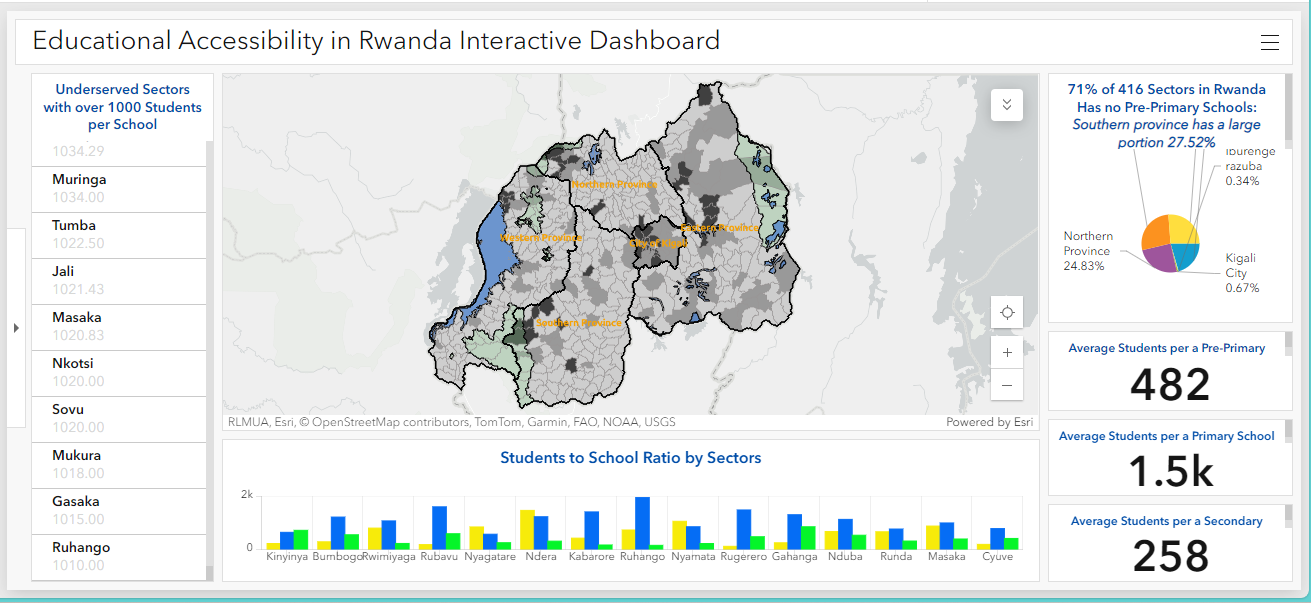 Educational Accessibility in Rwanda Interactive Dashboard
Underserved Sectors
with over 1000 Students
per School
1034.29
Muringa
1034.00
Tumba
1022.50
Jali
1021.43
Masaka
1020.83
Nkotsi
1020.00
Sovu
1020.00
Mukura
1018.00
Gasaka
1015.00
Ruhango
1010.00
Northern Province
Western Province
City of Kigali
Eastern Province
Southern Province
RLMUA, Esri, © OpenStreetMap contributors, TomTom, Garmin, FAO, NOAA, USGS
Powered by Esri
Students to School Ratio by Sectors
2k
0
Kinyinya
Bumbogo
Rwimiyaga
Rubavu
Nyagatare
Ndera
Kabarore
Ruhango
Nyamata
Rugerero
Gahanga
Nduba
Runda
Masaka
Cyuve
71% of 416 Sectors in Rwanda
Has no Pre-Primary Schools:
Southern province has a large
portion 27.52%
razuba
0.34%
Northern
Province
24.83%
Kigali
City
0.67%
Average Students per a Pre-Primary
482
Average Students per a Primary School
1.5k
Average Students per a Secondary
258